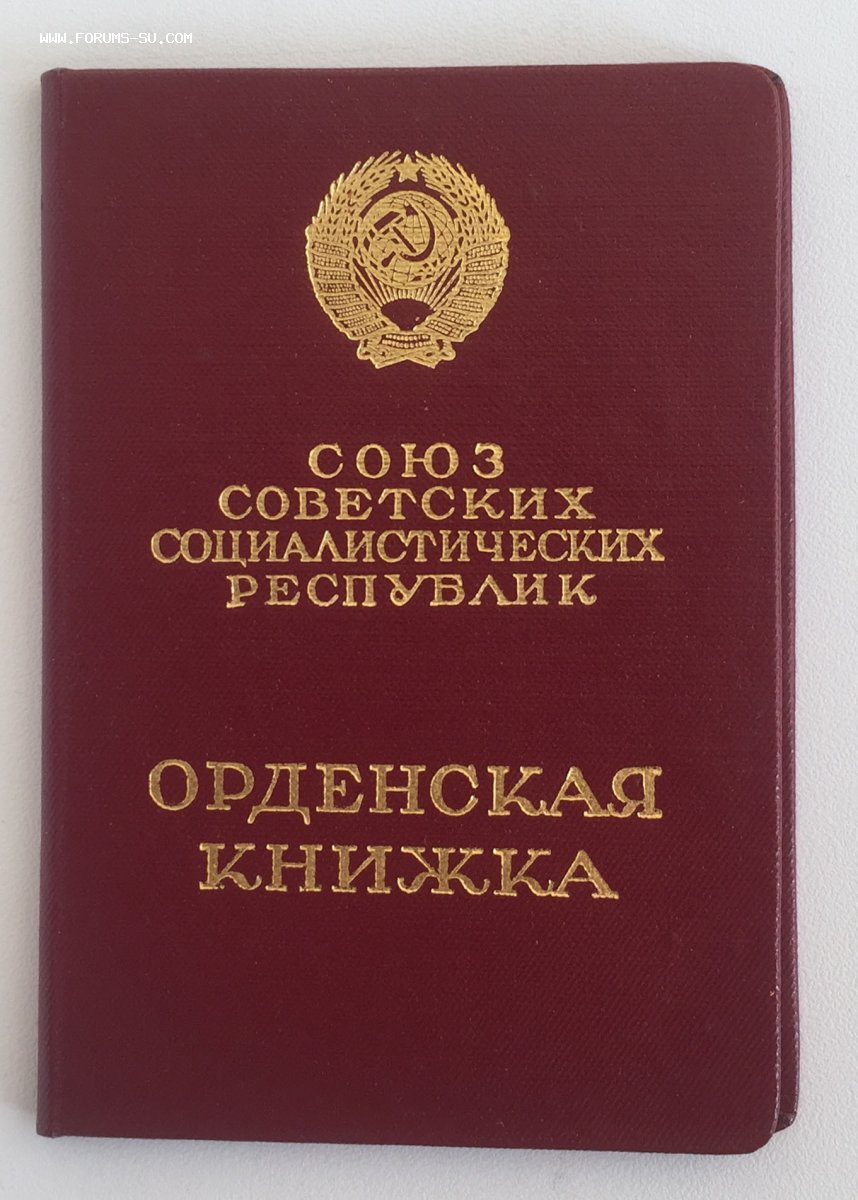 WWW.FORUMS-SU.COM
СОЮЗ
СОВЕТСКИХ
СОЦИАЛИСТИЧЕСКИХ
РЕСПУБЛИК
ОРДЕНСКАЯ
КНИЖКА